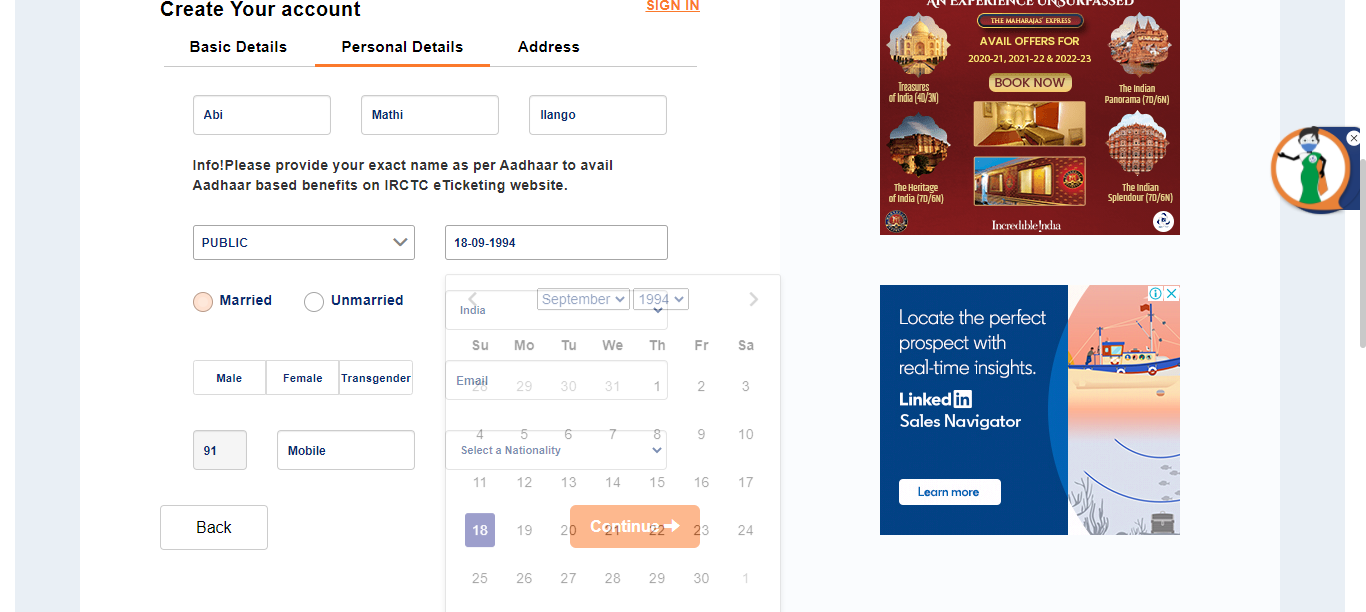 Create Your account
SIGN IN
Basic Details
Personal Details
Address
Abi
Mathi
Ilango
Info!Please provide your exact name as per Aadhaar to avail
Aadhaar based benefits on IRCTC eTicketing website.
PUBLIC
18-09-1994
Married
Unmarried
India
September
1994
Su Mo Tu We Th Fr Sa
28 29 30 31 1 2 3
Email
Male
Female
Transgender
4 5 6 7 8 9 10
Select a Nationality
91
Mobile
11 12 13 14 15 16 17
Back
18 19 20 21 22 23 24
Continue
25 26 27 28 29 30 1
AN EXPERIENCE UNSURPASSED
THE MAHARAJAS' EXPRESS
AVAIL OFFERS FOR
2020-21, 2021-22 & 2022-23
BOOK NOW
Treasures
of India (4D/3N)
The Indian
Panorama (7D/6N)
The Heritage
of India (7D/6N)
The Indian
Splendour (7D/6N)
Incredible!ndia
Locate the perfect
prospect with
real-time insights.
Linked in
Sales Navigator
Learn more